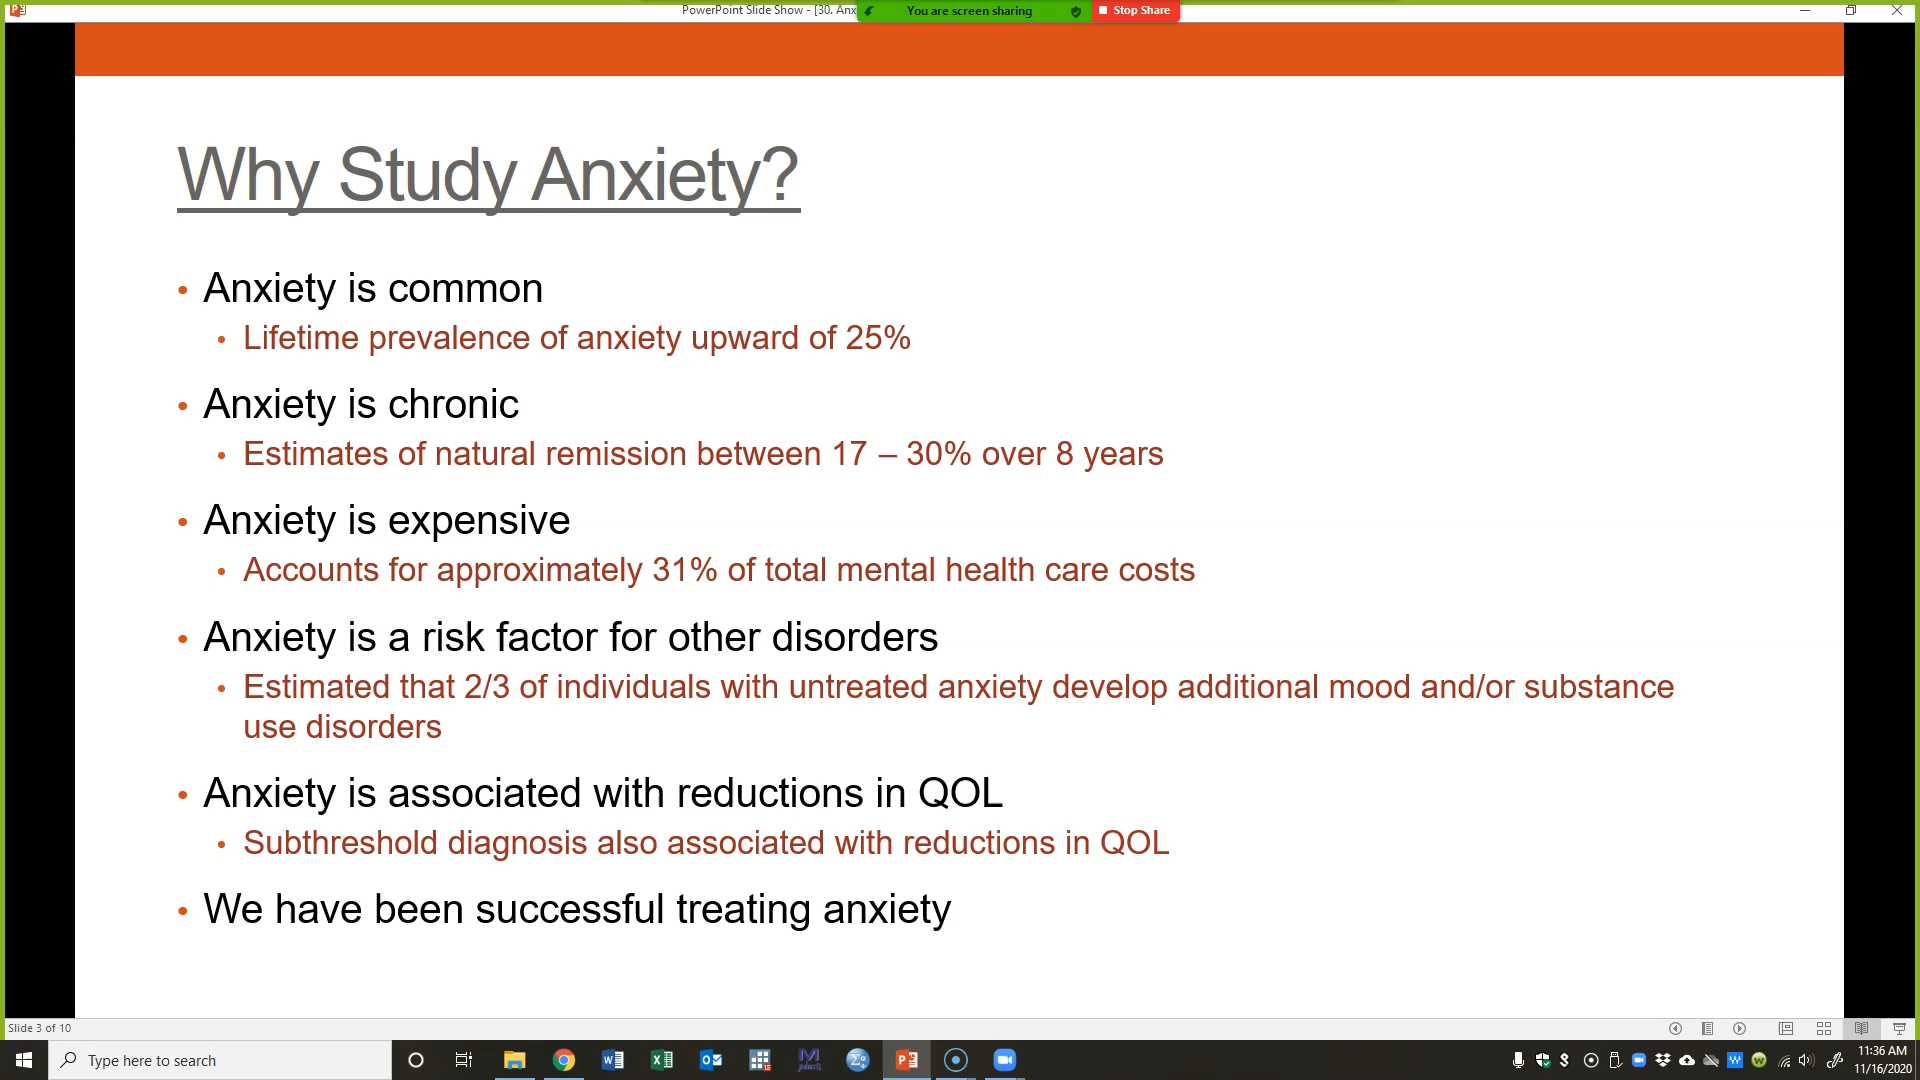 PowerPoint Slide Show - [30. Anx
You are screen sharing
Stop Share
Why Study Anxiety?
• Anxiety is common
• Lifetime prevalence of anxiety upward of 25%
• Anxiety is chronic
• Estimates of natural remission between 17 – 30% over 8 years
• Anxiety is expensive
• Accounts for approximately 31% of total mental health care costs
• Anxiety is a risk factor for other disorders
• Estimated that 2/3 of individuals with untreated anxiety develop additional mood and/or substance
use disorders
• Anxiety is associated with reductions in QOL
• Subthreshold diagnosis also associated with reductions in QOL
• We have been successful treating anxiety
Slide 3 of 10
Type here to search
11:36 AM
11/16/2020